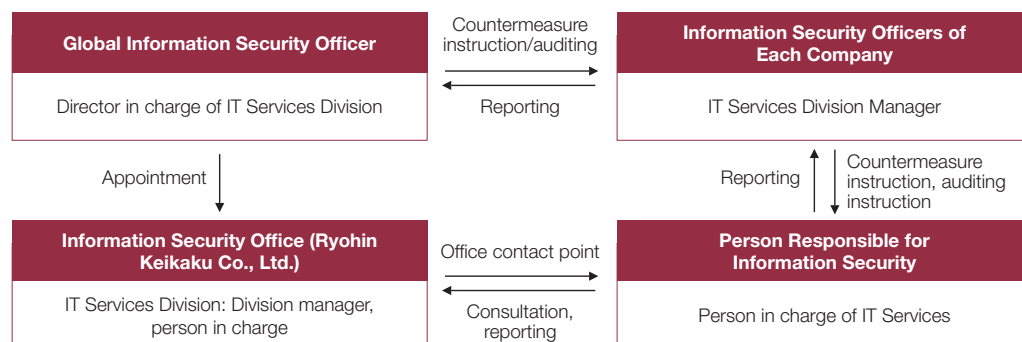 Global Information Security Officer
Director in charge of IT Services Division
Countermeasure
instruction/auditing
Reporting
Information Security Officers of
Each Company
IT Services Division Manager
Appointment
Reporting
Countermeasure
instruction, auditing
instruction
Information Security Office (Ryohin
Keikaku Co., Ltd.)
IT Services Division: Division manager,
person in charge
Office contact point
Consultation,
reporting
Person Responsible for
Information Security
Person in charge of IT Services